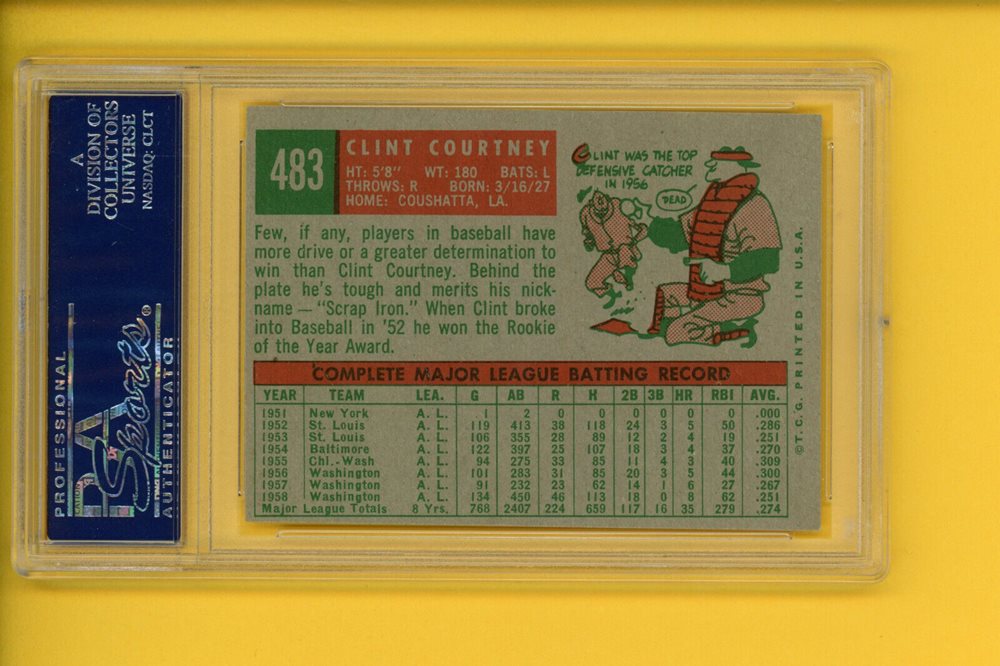 A
DIVISION OF
COLLECTORS
UNIVERSE
NASDAQ: CLCT
PROFESSIONAL
PSA
Sports®
AUTHENTICATOR
483
CLINT COURTNEY
HT: 5'8" WT: 180 BATS: L
THROWS: R BORN: 3/16/27
HOME: COUSHATTA, LA.
CLINT WAS THE TOP
DEFENSIVE CATCHER
IN 1956
DEAD
Few, if any, players in baseball have
more drive or a greater determination to
win than Clint Courtney. Behind the
plate he's tough and merits his nick-
name — "Scrap Iron." When Clint broke
into Baseball in '52 he won the Rookie
of the Year Award.
COMPLETE MAJOR LEAGUE BATTING RECORD
YEAR TEAM LEA. G AB R H 2B 3B HR RBI AVG.
1951 New York A. L. 1 2 0 0 0 0 0 0 .000
1952 St. Louis A. L. 119 413 38 118 24 3 5 50 .286
1953 St. Louis A. L. 106 355 28 89 12 2 4 19 .251
1954 Baltimore A. L. 122 397 25 107 18 3 4 37 .270
1955 Chi.-Wash A. L. 94 275 33 85 11 4 3 40 .309
1956 Washington A. L. 101 283 31 85 20 3 5 44 .300
1957 Washington A. L. 91 232 23 62 14 1 6 27 .267
1958 Washington A. L. 134 450 46 113 18 0 8 62 .251
Major League Totals 8 Yrs. 768 2407 224 659 117 16 35 279 .274
© T.C.G. PRINTED IN U.S.A.